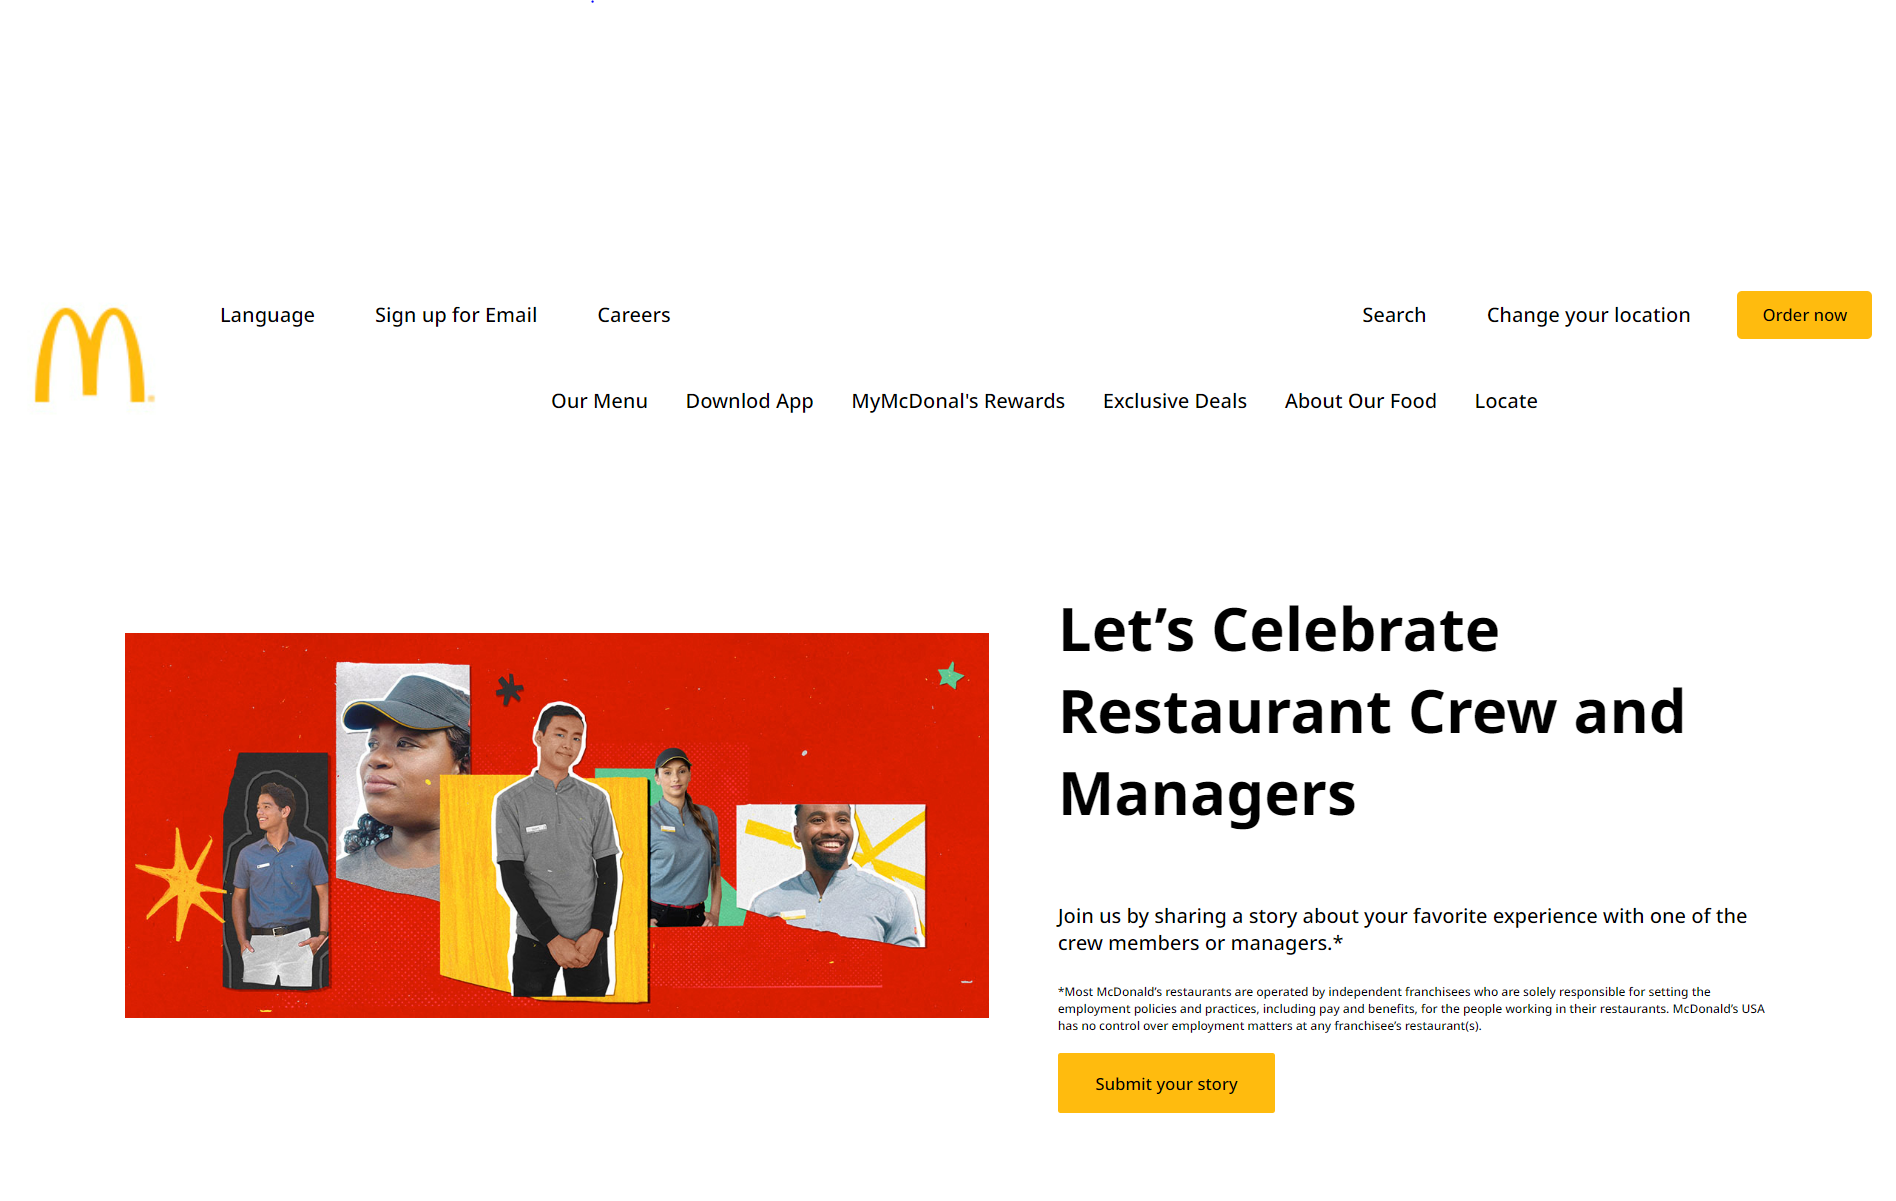 Language Sign up for Email Careers Search Change your location Order now
Our Menu Downlod App MyMcDonal's Rewards Exclusive Deals About Our Food Locate
Let’s Celebrate
Restaurant Crew and
Managers
Join us by sharing a story about your favorite experience with one of the
crew members or managers.*
*Most McDonald’s restaurants are operated by independent franchisees who are solely responsible for setting the
employment policies and practices, including pay and benefits, for the people working in their restaurants. McDonald’s USA
has no control over employment matters at any franchisee’s restaurant(s).
Submit your story